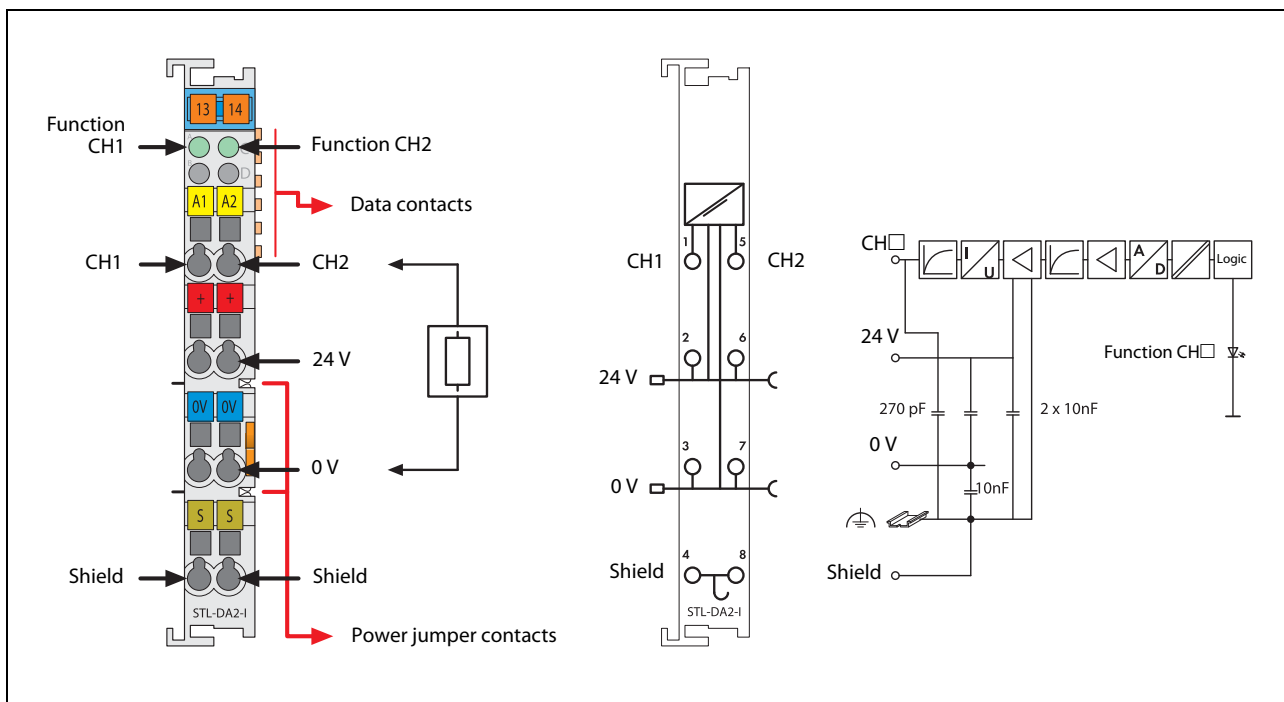 13 14
Function
CH1
Function CH2
A C
B D
A1 A2
Data contacts
CH1
CH2
+ +
24 V
0V 0V
0 V
S S
Shield
Shield
STL-DA2-I
Power jumper contacts
1 5
CH1
CH2
2 6
24 V
3 7
0 V
4 8
Shield
STL-DA2-I
CH□
I
U
A
D
Logic
24 V
Function CH□
270 pF
2 x 10nF
0 V
10nF
Shield